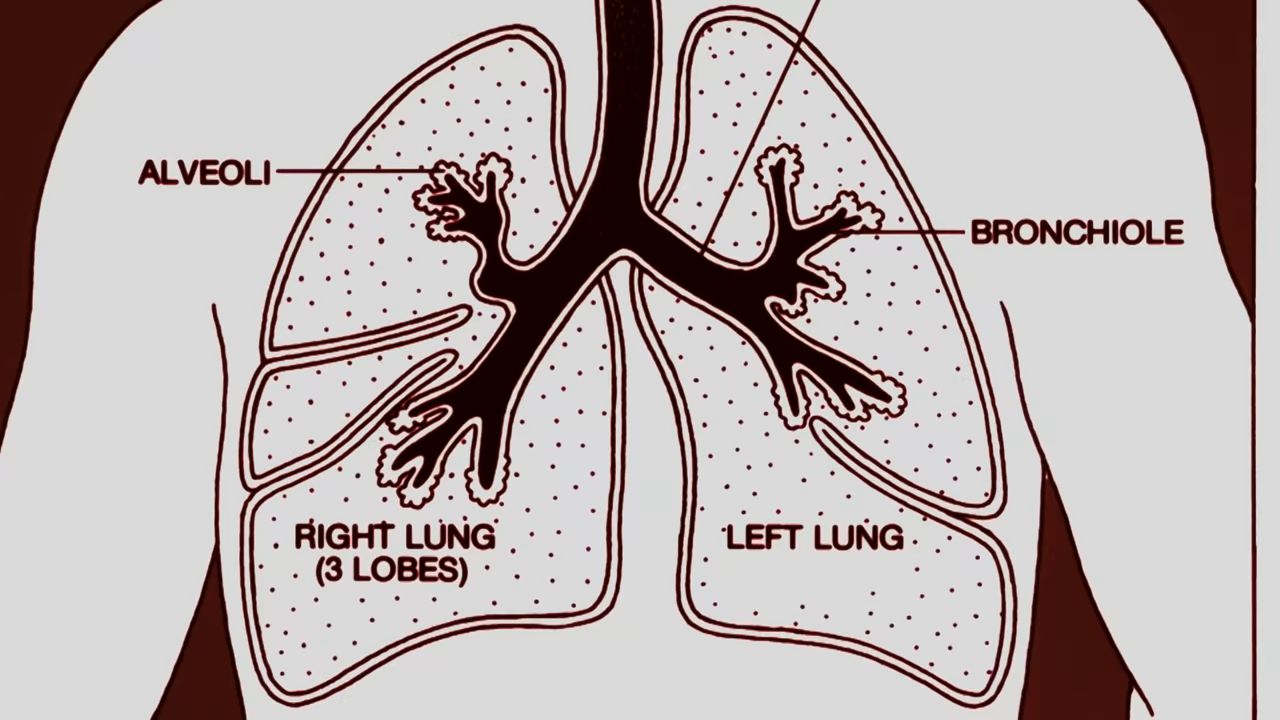 ALVEOLI
BRONCHIOLE
RIGHT LUNG
(3 LOBES)
LEFT LUNG